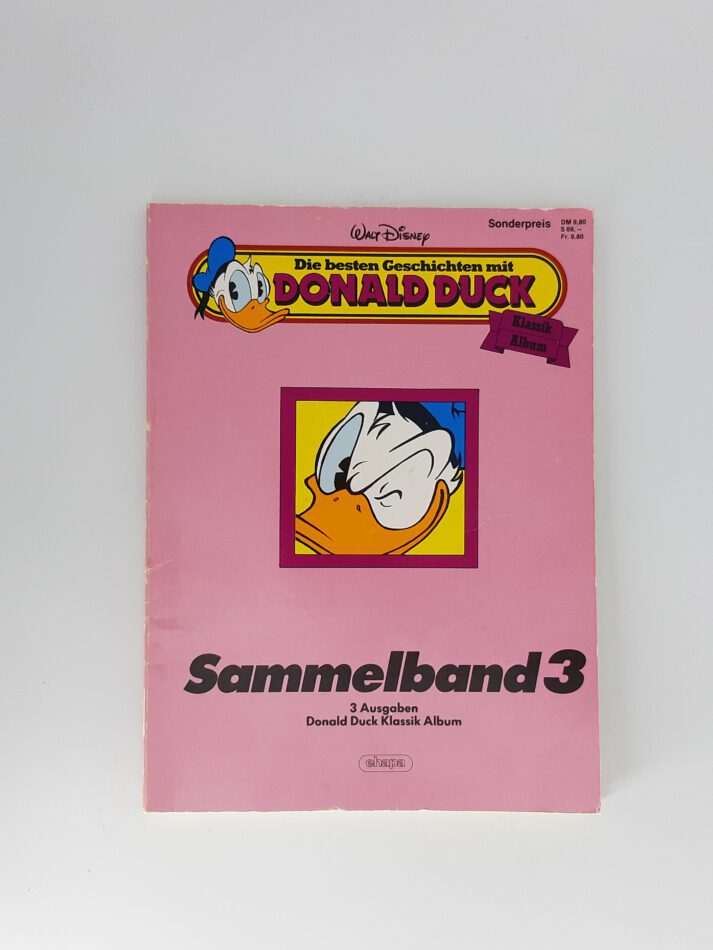 Walt Disney
Sonderpreis
DM 9,80
S 69,–
Fr. 9.80
Die besten Geschichten mit
DONALD DUCK
Klassik
Album
Sammelband 3
3 Ausgaben
Donald Duck Klassik Album
ehapa